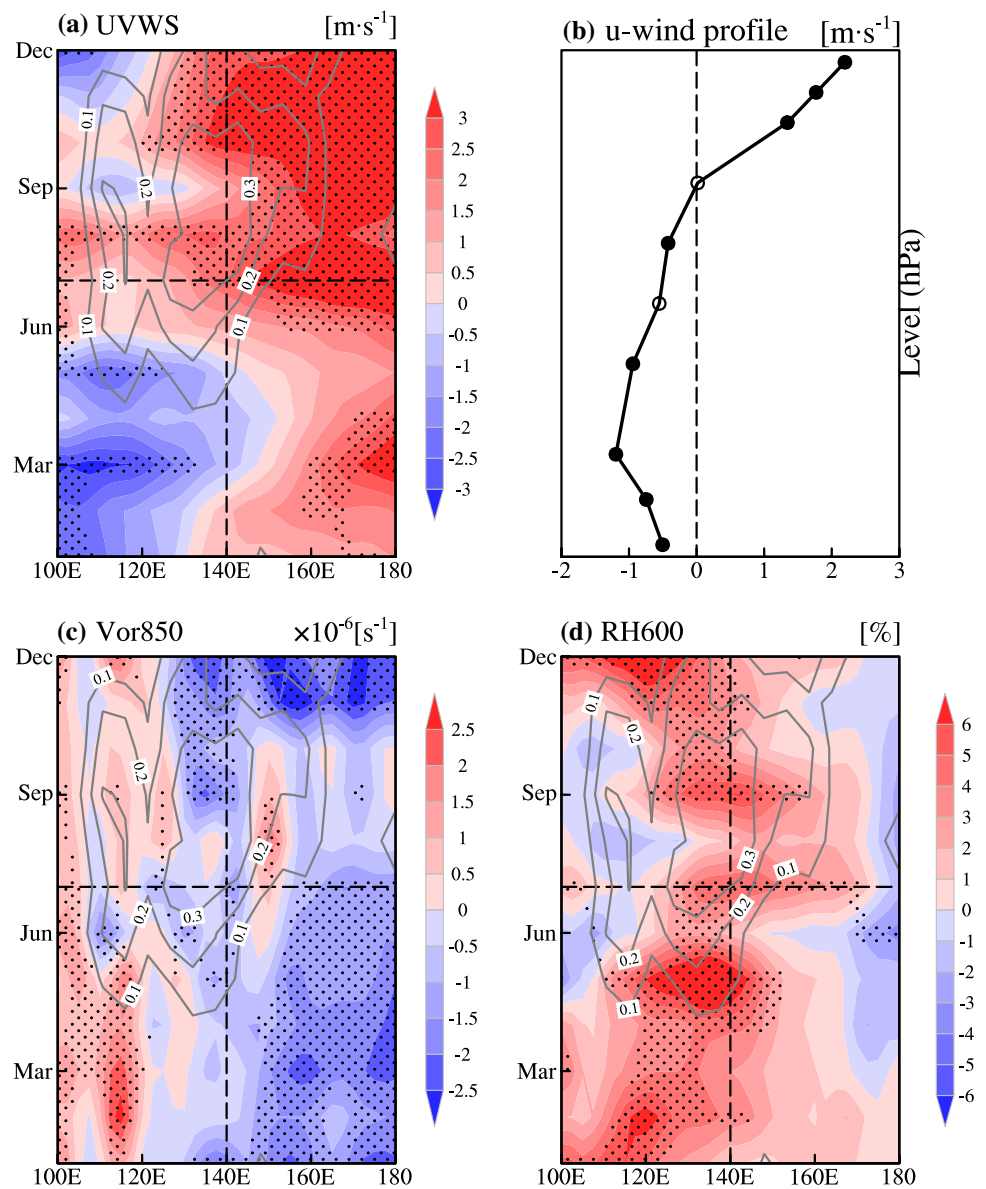 (a) UVWS [m·s-1]
Dec
Sep
Jun
Mar
100E 120E 140E 160E 180
0.1
0.2
0.3
0.2
0.2
0.1
0.1
3
2.5
2
1.5
1
0.5
0
-0.5
-1
-1.5
-2
-2.5
-3
(b) u-wind profile [m·s-1]
Level (hPa)
-2 -1 0 1 2 3
(c) Vor850 ×10-6[s-1]
Dec
Sep
Jun
Mar
100E 120E 140E 160E 180
0.1
0.2
0.2
0.2
0.3
0.1
0.1
2.5
2
1.5
1
0.5
0
-0.5
-1
-1.5
-2
-2.5
(d) RH600 [%]
Dec
Sep
Jun
Mar
100E 120E 140E 160E 180
0.1
0.2
0.3
0.1
0.2
0.2
0.1
6
5
4
3
2
1
0
-1
-2
-3
-4
-5
-6